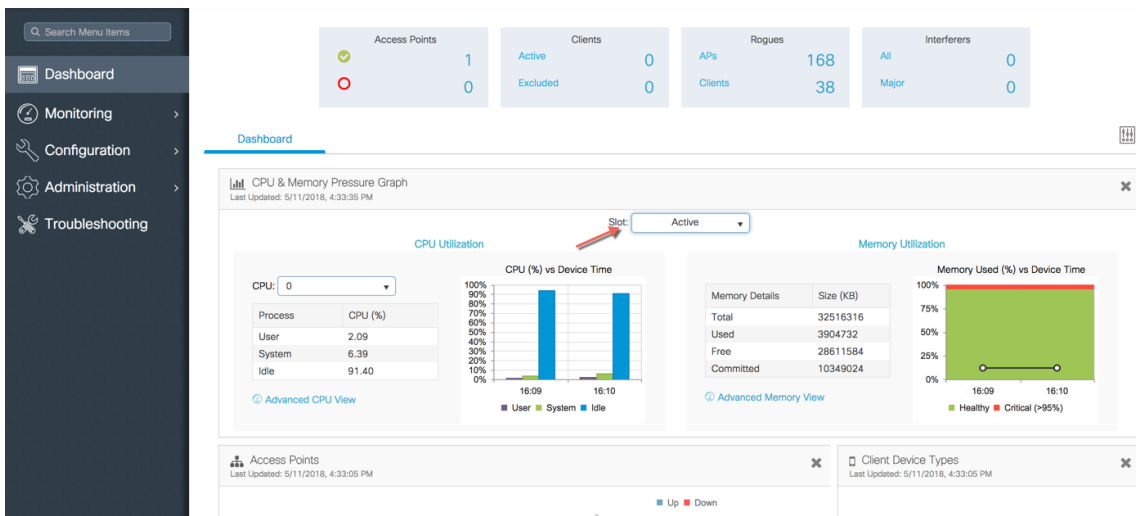 Search Menu Items
Dashboard
Monitoring
Configuration
Administration
Troubleshooting
Access Points
1
0
Clients
Active 0
Excluded 0
Rogues
APs 168
Clients 38
Interferers
All 0
Major 0
Dashboard
CPU & Memory Pressure Graph
Last Updated: 5/11/2018, 4:33:35 PM
Slot: Active
CPU Utilization
CPU: 0
Process CPU (%)
User 2.09
System 6.39
Idle 91.40
Advanced CPU View
CPU (%) vs Device Time
100%
90%
80%
70%
60%
50%
40%
30%
20%
10%
0%
16:09 16:10
User System Idle
Memory Utilization
Memory Details Size (KB)
Total 32516316
Used 3904732
Free 28611584
Committed 10349024
Advanced Memory View
Memory Used (%) vs Device Time
100%
75%
50%
25%
0%
16:09 16:10
Healthy Critical (>95%)
Access Points
Last Updated: 5/11/2018, 4:33:05 PM
Up Down
Client Device Types
Last Updated: 5/11/2018, 4:33:05 PM